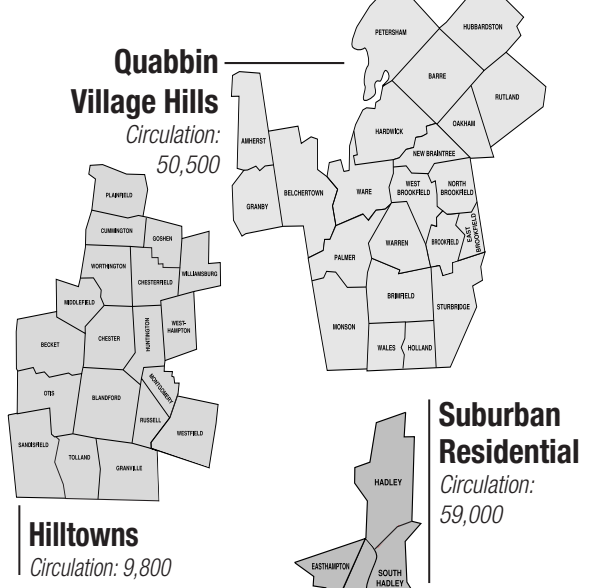 Quabbin
Village Hills
Circulation:
50,500
PETERSHAM
HUBBARDSTON
BARRE
RUTLAND
HARDWICK
OAKHAM
NEW BRAINTREE
AMHERST
GRANBY
BELCHERTOWN
WARE
WEST
BROOKFIELD
NORTH
BROOKFIELD
PALMER
WARREN
BROOKFIELD
EAST
BROOKFIELD
BRIMFIELD
STURBRIDGE
MONSON
WALES
HOLLAND
PLAINFIELD
CUMMINGTON
GOSHEN
WORTHINGTON
CHESTERFIELD
WILLIAMSBURG
MIDDLEFIELD
BECKET
CHESTER
HUNTINGTON
WEST-
HAMPTON
OTIS
BLANDFORD
MONTGOMERY
RUSSELL
WESTFIELD
SANDISFIELD
TOLLAND
GRANVILLE
Hilltowns
Circulation: 9,800
Suburban
Residential
Circulation:
59,000
HADLEY
EASTHAMPTON
SOUTH
HADLEY